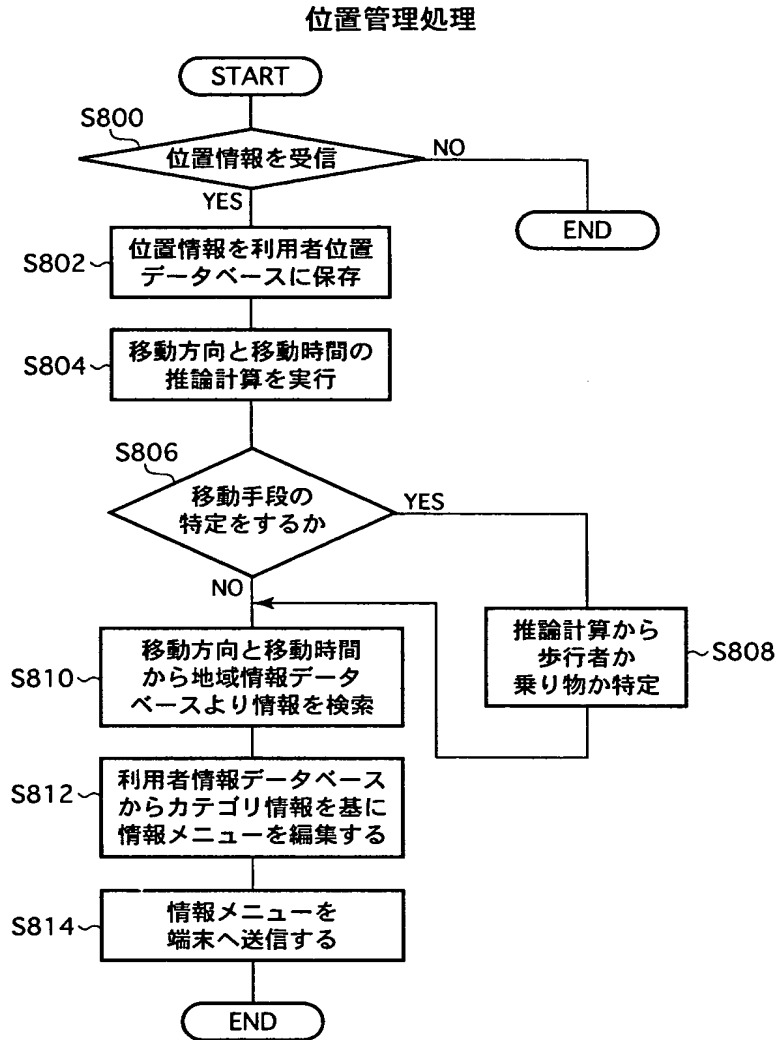 位置管理処理
START
S800
位置情報を受信
NO
YES
END
S802
位置情報を利用者位置
データベースに保存
S804
移動方向と移動時間の
推論計算を実行
S806
移動手段の
特定をするか
YES
NO
推論計算から
歩行者か
乗り物か特定
S808
S810
移動方向と移動時間
から地域情報データ
ベースより情報を検索
S812
利用者情報データベース
からカテゴリ情報を基に
情報メニューを編集する
S814
情報メニューを
端末へ送信する
END